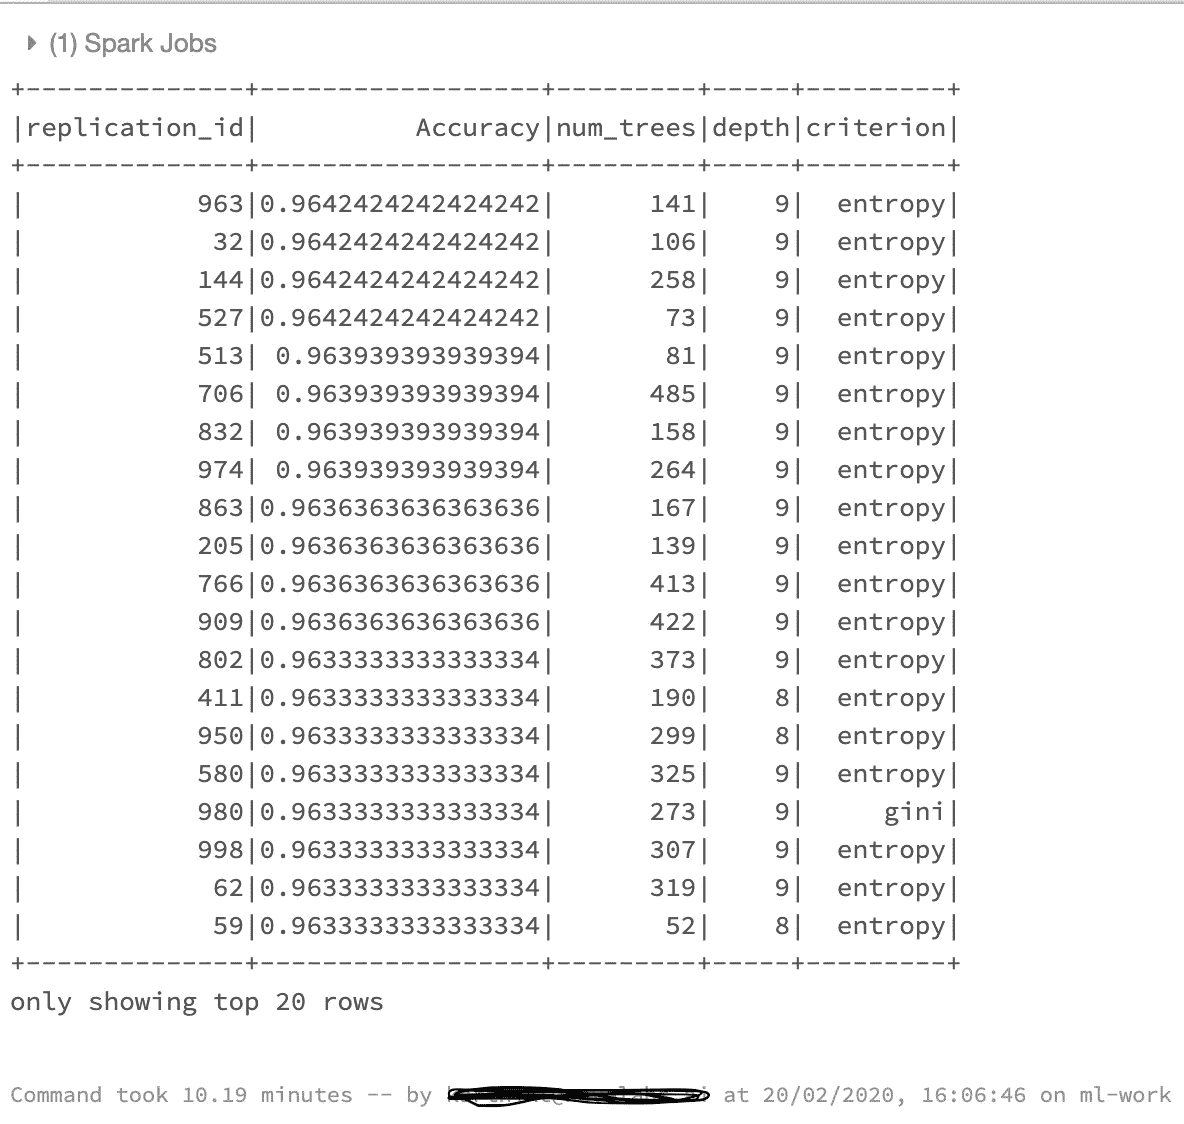 (1) Spark Jobs
+--------------+------------------+---------+-----+---------+
|replication_id|          Accuracy|num_trees|depth|criterion|
+--------------+------------------+---------+-----+---------+
|           963|0.9642424242424242|      141|    9|  entropy|
|            32|0.9642424242424242|      106|    9|  entropy|
|           144|0.9642424242424242|      258|    9|  entropy|
|           527|0.9642424242424242|       73|    9|  entropy|
|           513| 0.963939393939394|       81|    9|  entropy|
|           706| 0.963939393939394|      485|    9|  entropy|
|           832| 0.963939393939394|      158|    9|  entropy|
|           974| 0.963939393939394|      264|    9|  entropy|
|           863|0.9636363636363636|      167|    9|  entropy|
|           205|0.9636363636363636|      139|    9|  entropy|
|           766|0.9636363636363636|      413|    9|  entropy|
|           909|0.9636363636363636|      422|    9|  entropy|
|           802|0.9633333333333334|      373|    9|  entropy|
|           411|0.9633333333333334|      190|    8|  entropy|
|           950|0.9633333333333334|      299|    8|  entropy|
|           580|0.9633333333333334|      325|    9|  entropy|
|           980|0.9633333333333334|      273|    9|     gini|
|           998|0.9633333333333334|      307|    9|  entropy|
|            62|0.9633333333333334|      319|    9|  entropy|
|            59|0.9633333333333334|       52|    8|  entropy|
+--------------+------------------+---------+-----+---------+
only showing top 20 rows
Command took 10.19 minutes -- by at 20/02/2020, 16:06:46 on ml-work